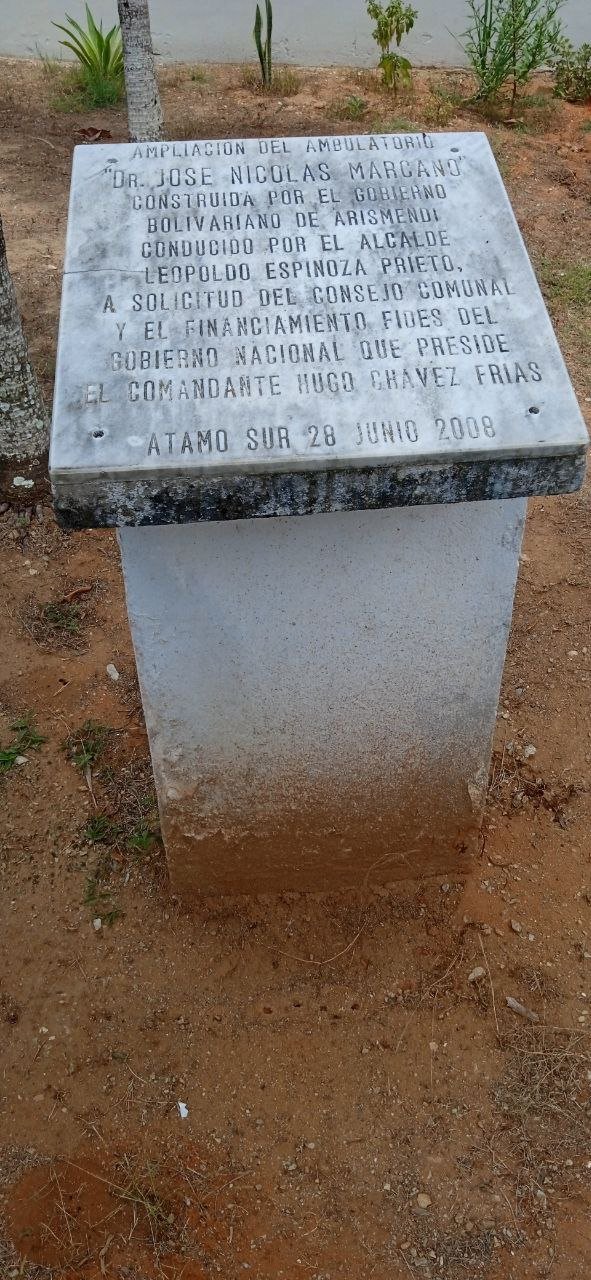 AMPLIACION DEL AMBULATORIO
"DR. JOSE NICOLAS MARCANO"
CONSTRUIDA POR EL GOBIERNO
BOLIVARIANO DE ARISMENDI
CONDUCIDO POR EL ALCALDE
LEOPOLDO ESPINOZA PRIETO,
A SOLICITUD DEL CONSEJO COMUNAL
Y EL FINANCIAMIENTO FIDES DEL
GOBIERNO NACIONAL QUE PRESIDE
EL COMANDANTE HUGO CHAVEZ FRIAS
ATAMO SUR 28 JUNIO 2008